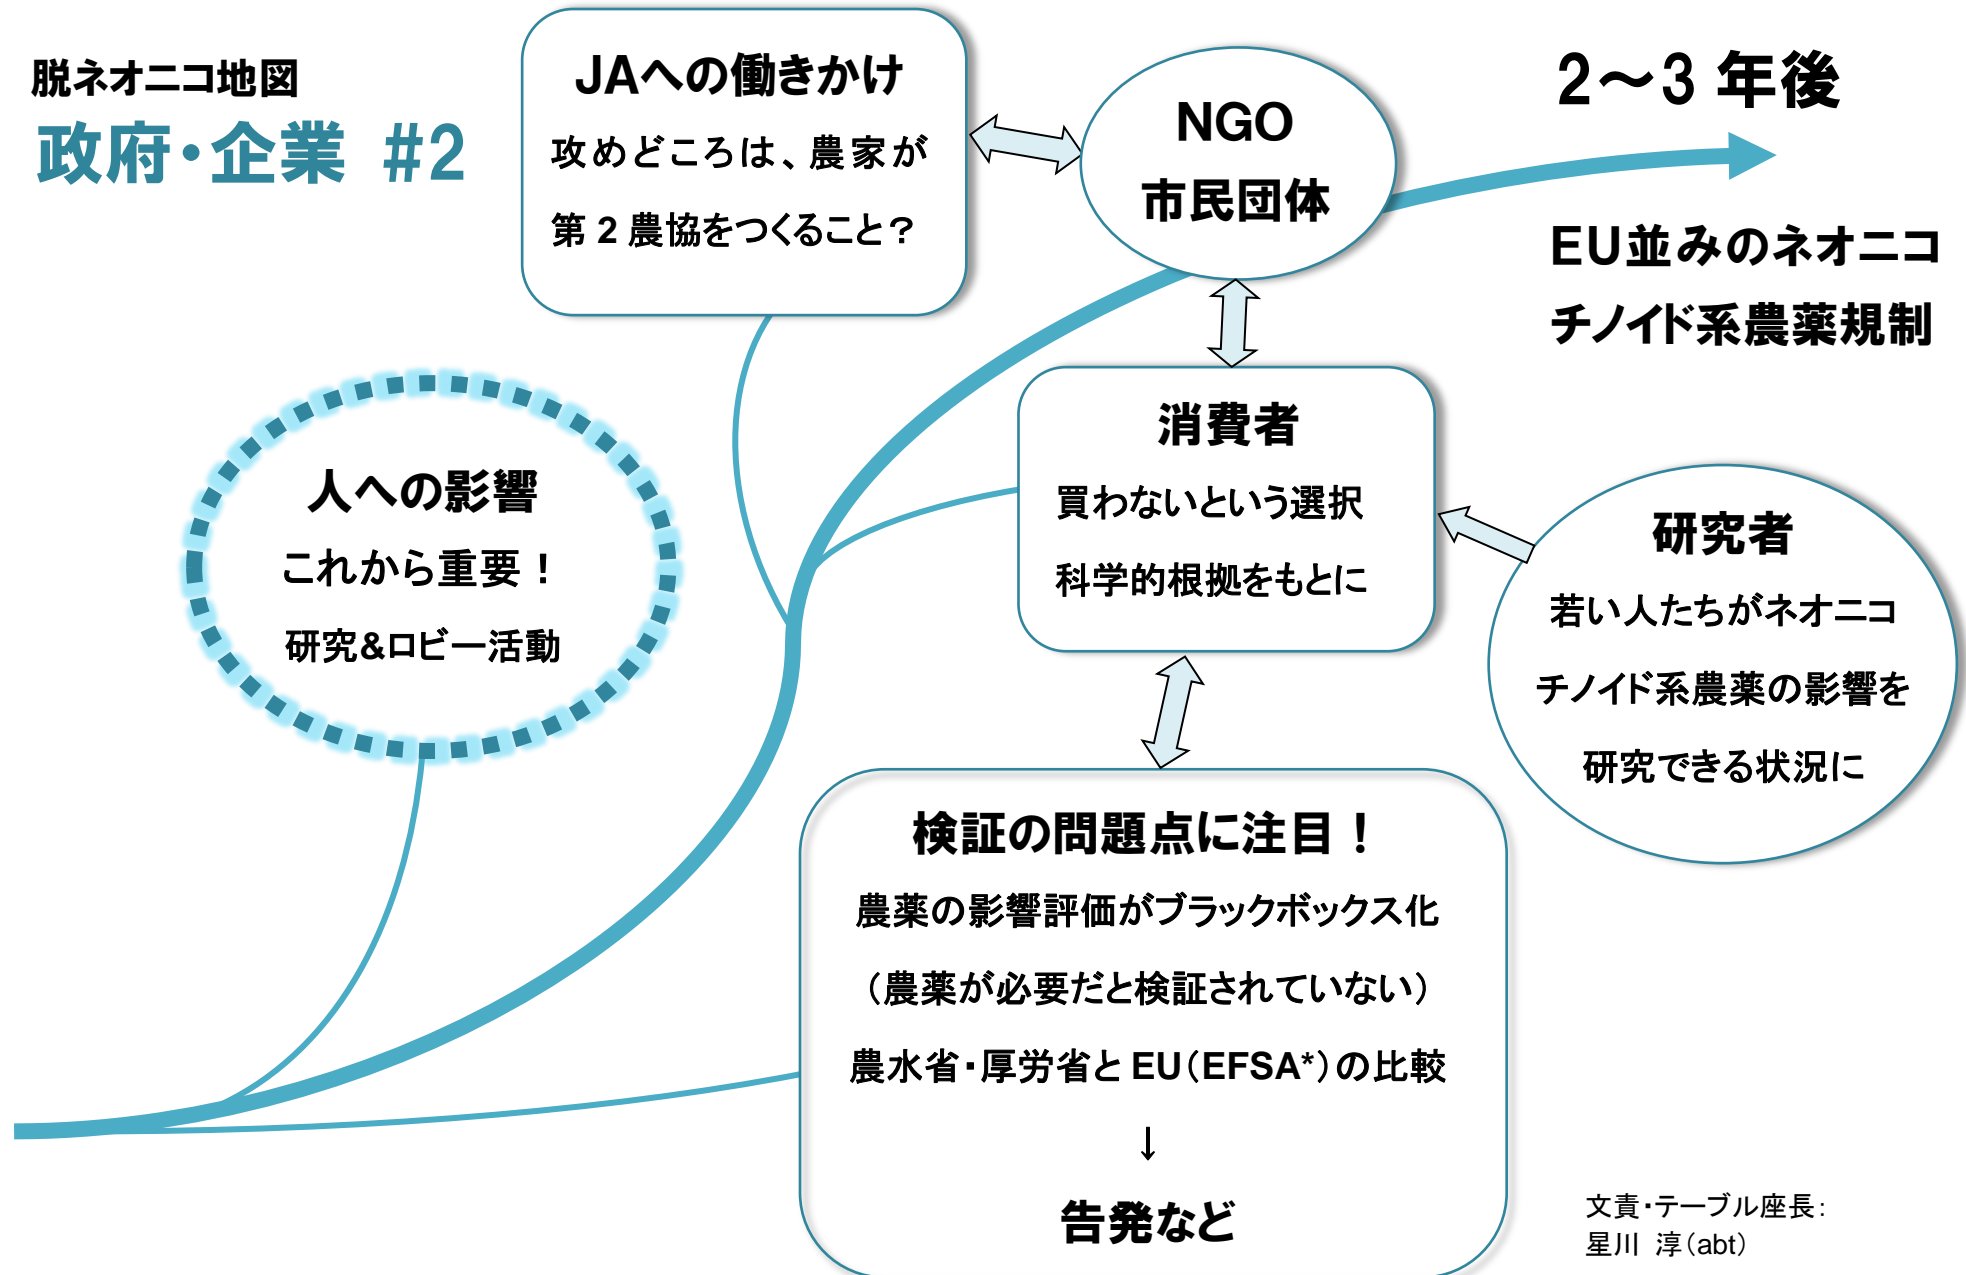 脱ネオニコ地図
政府・企業 #2
JAへの働きかけ
攻めどころは、農家が
第2農協をつくること？
NGO
市民団体
2～3 年後
EU並みのネオニコ
チノイド系農薬規制
人への影響
これから重要！
研究&ロビー活動
消費者
買わないという選択
科学的根拠をもとに
研究者
若い人たちがネオニコ
チノイド系農薬の影響を
研究できる状況に
検証の問題点に注目！
農薬の影響評価がブラックボックス化
（農薬が必要だと検証されていない）
農水省・厚労省とEU（EFSA*）の比較
↓
告発など
文責・テーブル座長：
星川 淳（abt）